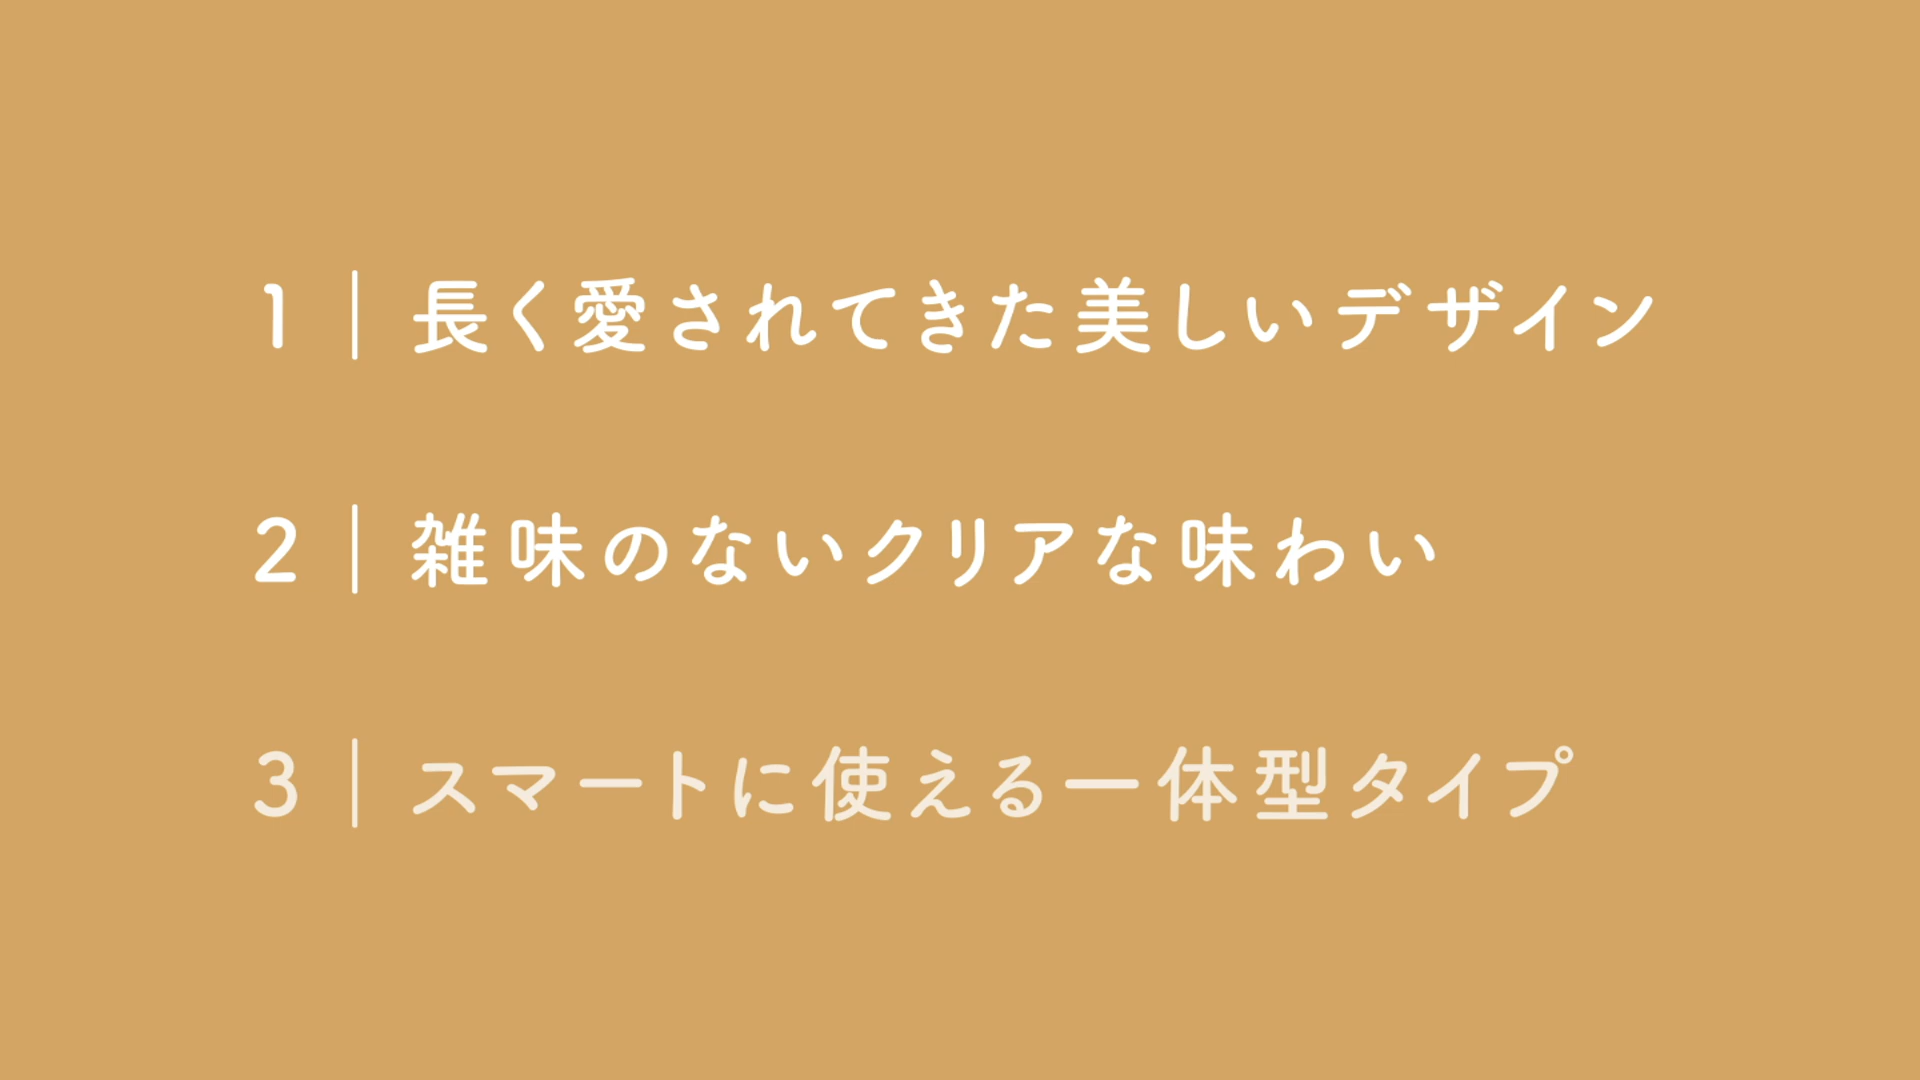 1 | 長く愛されてきた美しいデザイン
2 | 雑味のないクリアな味わい
3 | スマートに使える一体型タイプ